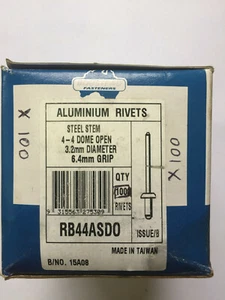 FASTENERS
ALUMINIUM RIVETS
STEEL STEM
4-4 DOME OPEN
3.2mm DIAMETER
6.4mm GRIP
QTY
100
RIVETS
RB44ASDO
ISSUE/B
MADE IN TAIWAN
B/NO. 15A08
X 100
X 100